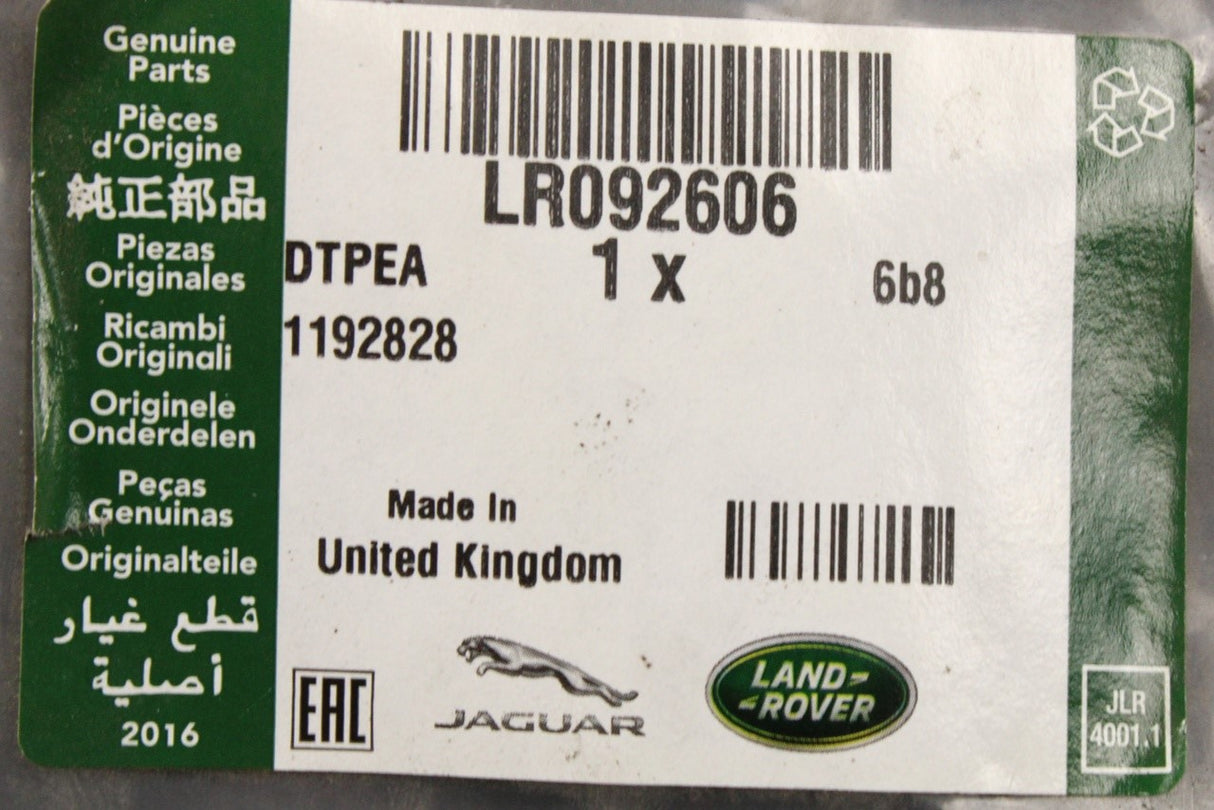 Genuine
Parts
Pièces
d'Origine
純正部品
Piezas
Originales
Ricambi
Originali
Originele
Onderdelen
Peças
Genuinas
Originalteile
قطع غيار
أصلية
2016
LR092606
DTPEA 1 x 6b8
1192828
Made In
United Kingdom
EAC
JAGUAR
LAND-
-ROVER
JLR
4001.1